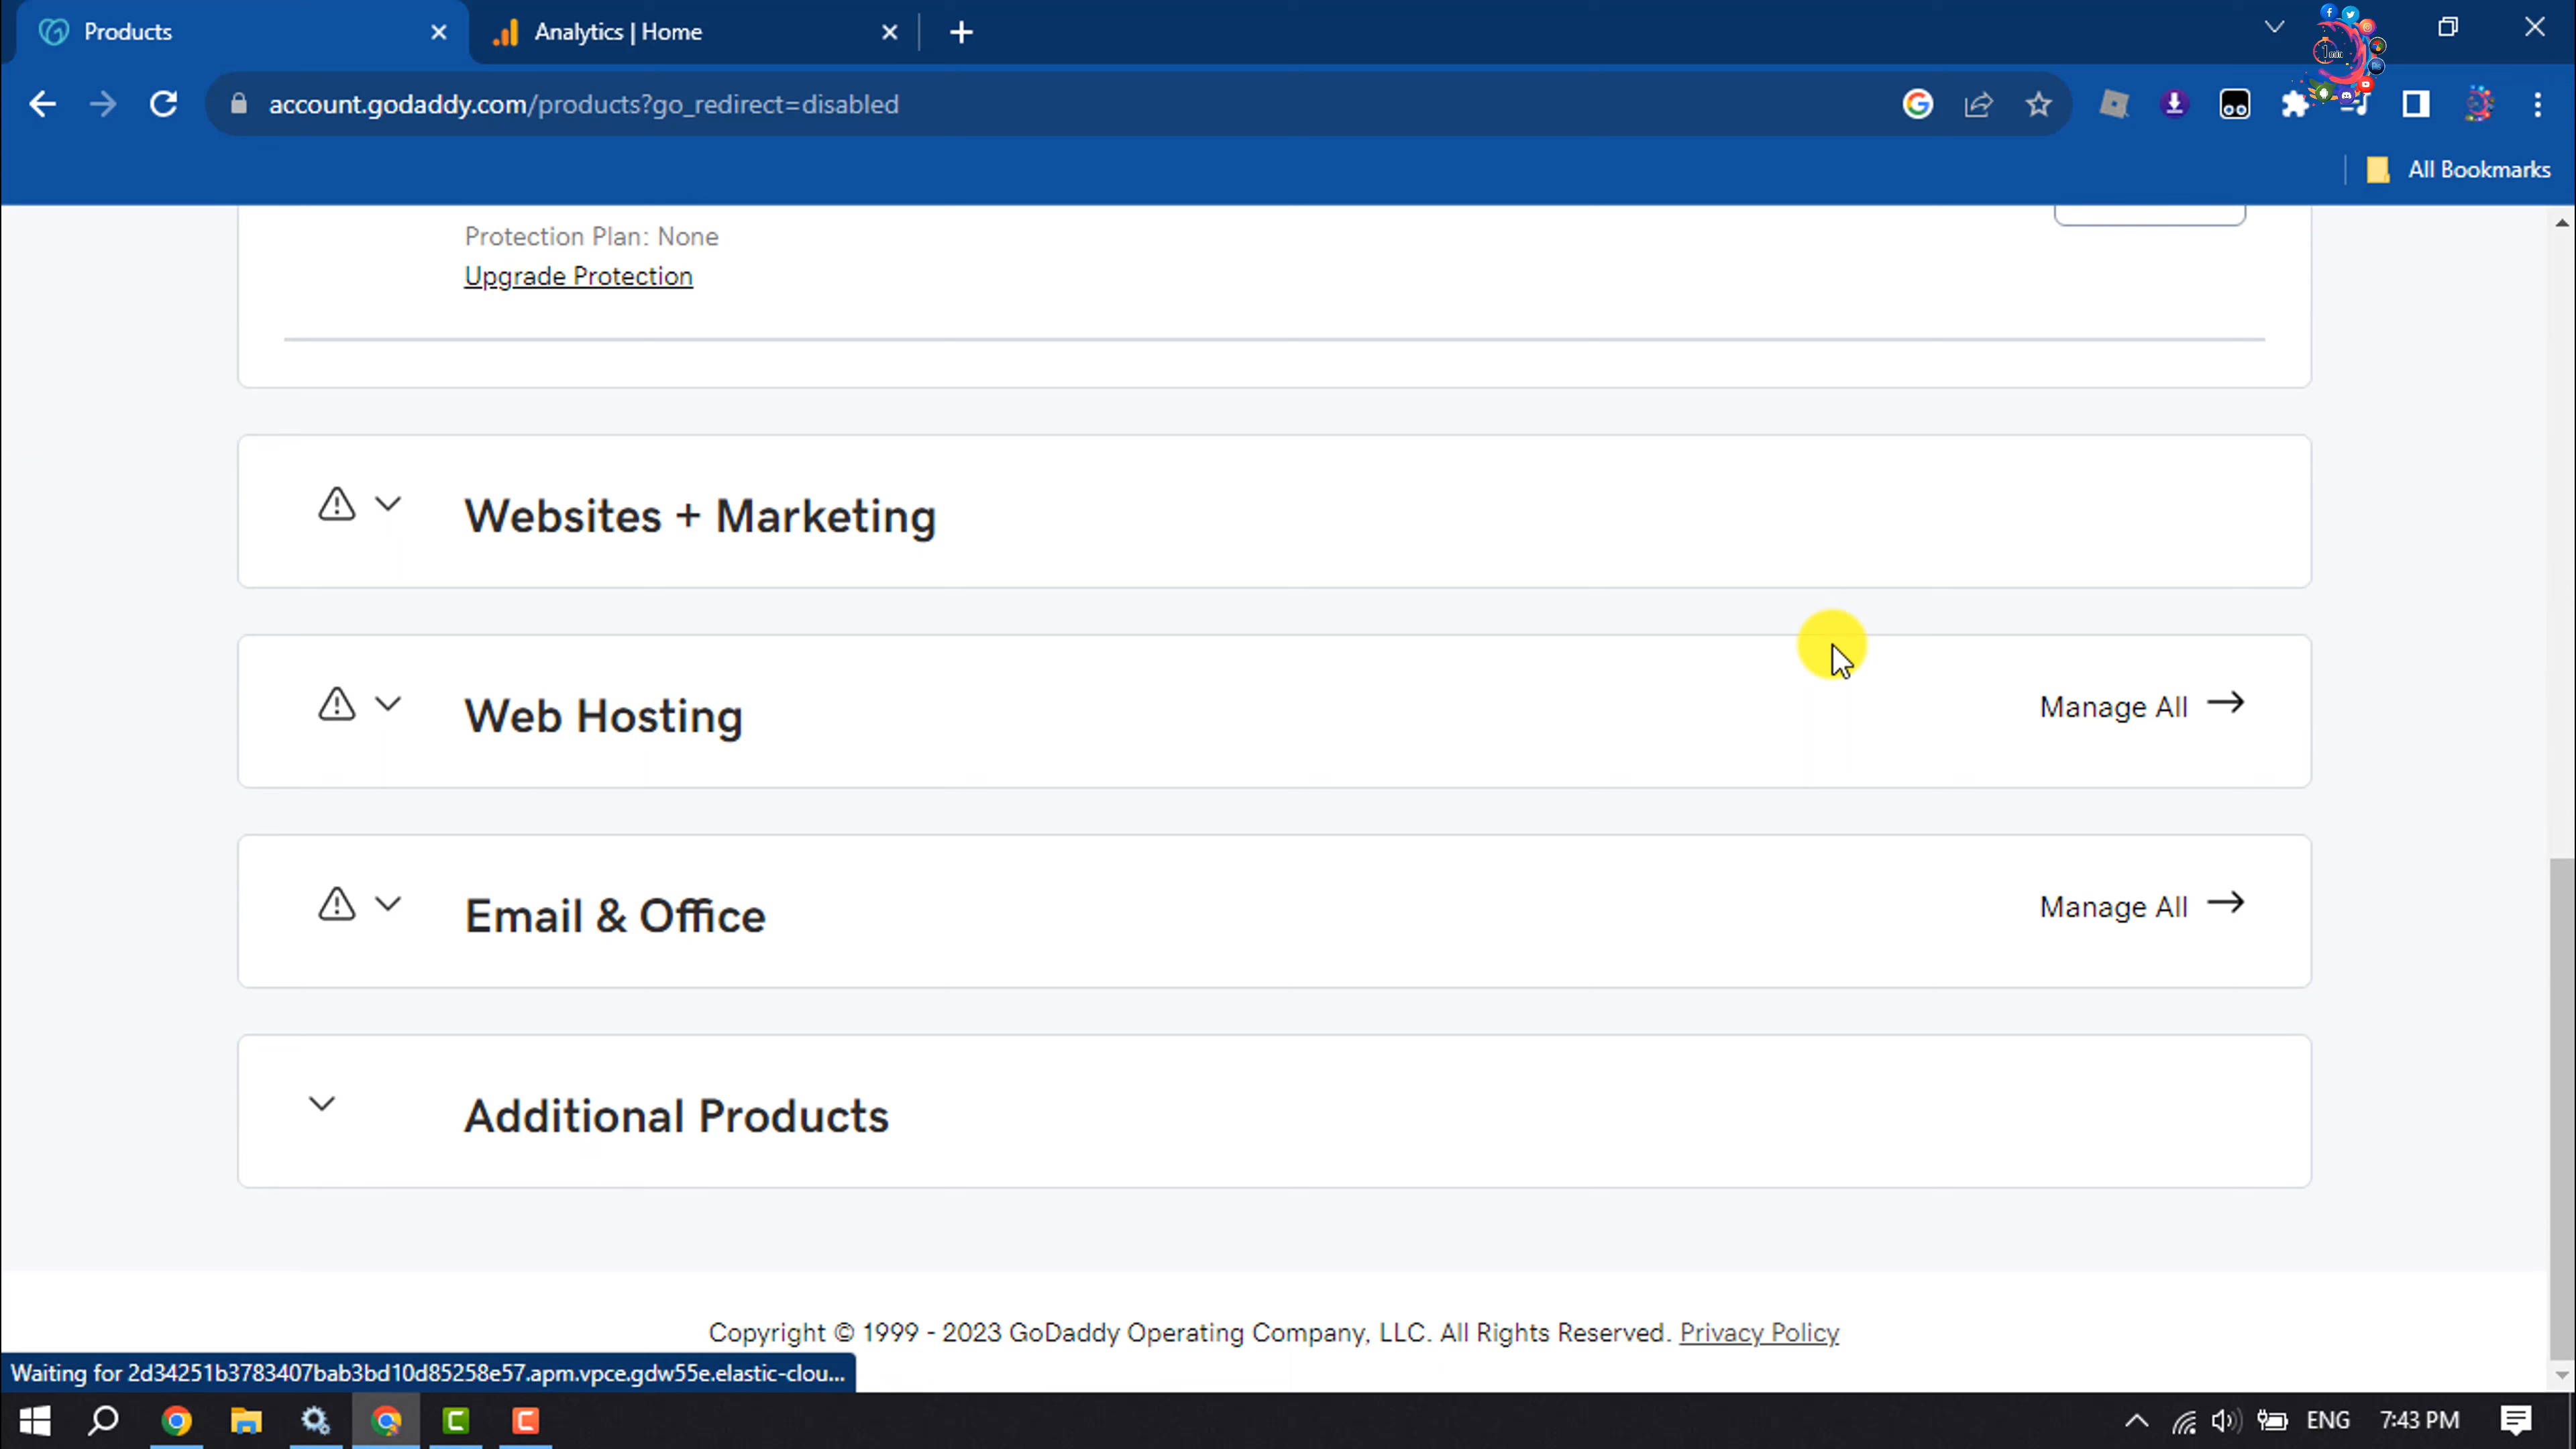 Products
Analytics | Home
account.godaddy.com/products?go_redirect=disabled
All Bookmarks
Protection Plan: None
Upgrade Protection
Websites + Marketing
Web Hosting
Manage All
Email & Office
Manage All
Additional Products
Copyright © 1999 - 2023 GoDaddy Operating Company, LLC. All Rights Reserved. Privacy Policy
Waiting for 2d34251b3783407bab3bd10d85258e57.apm.vpce.gdw55e.elastic-clou...
ENG
7:43 PM